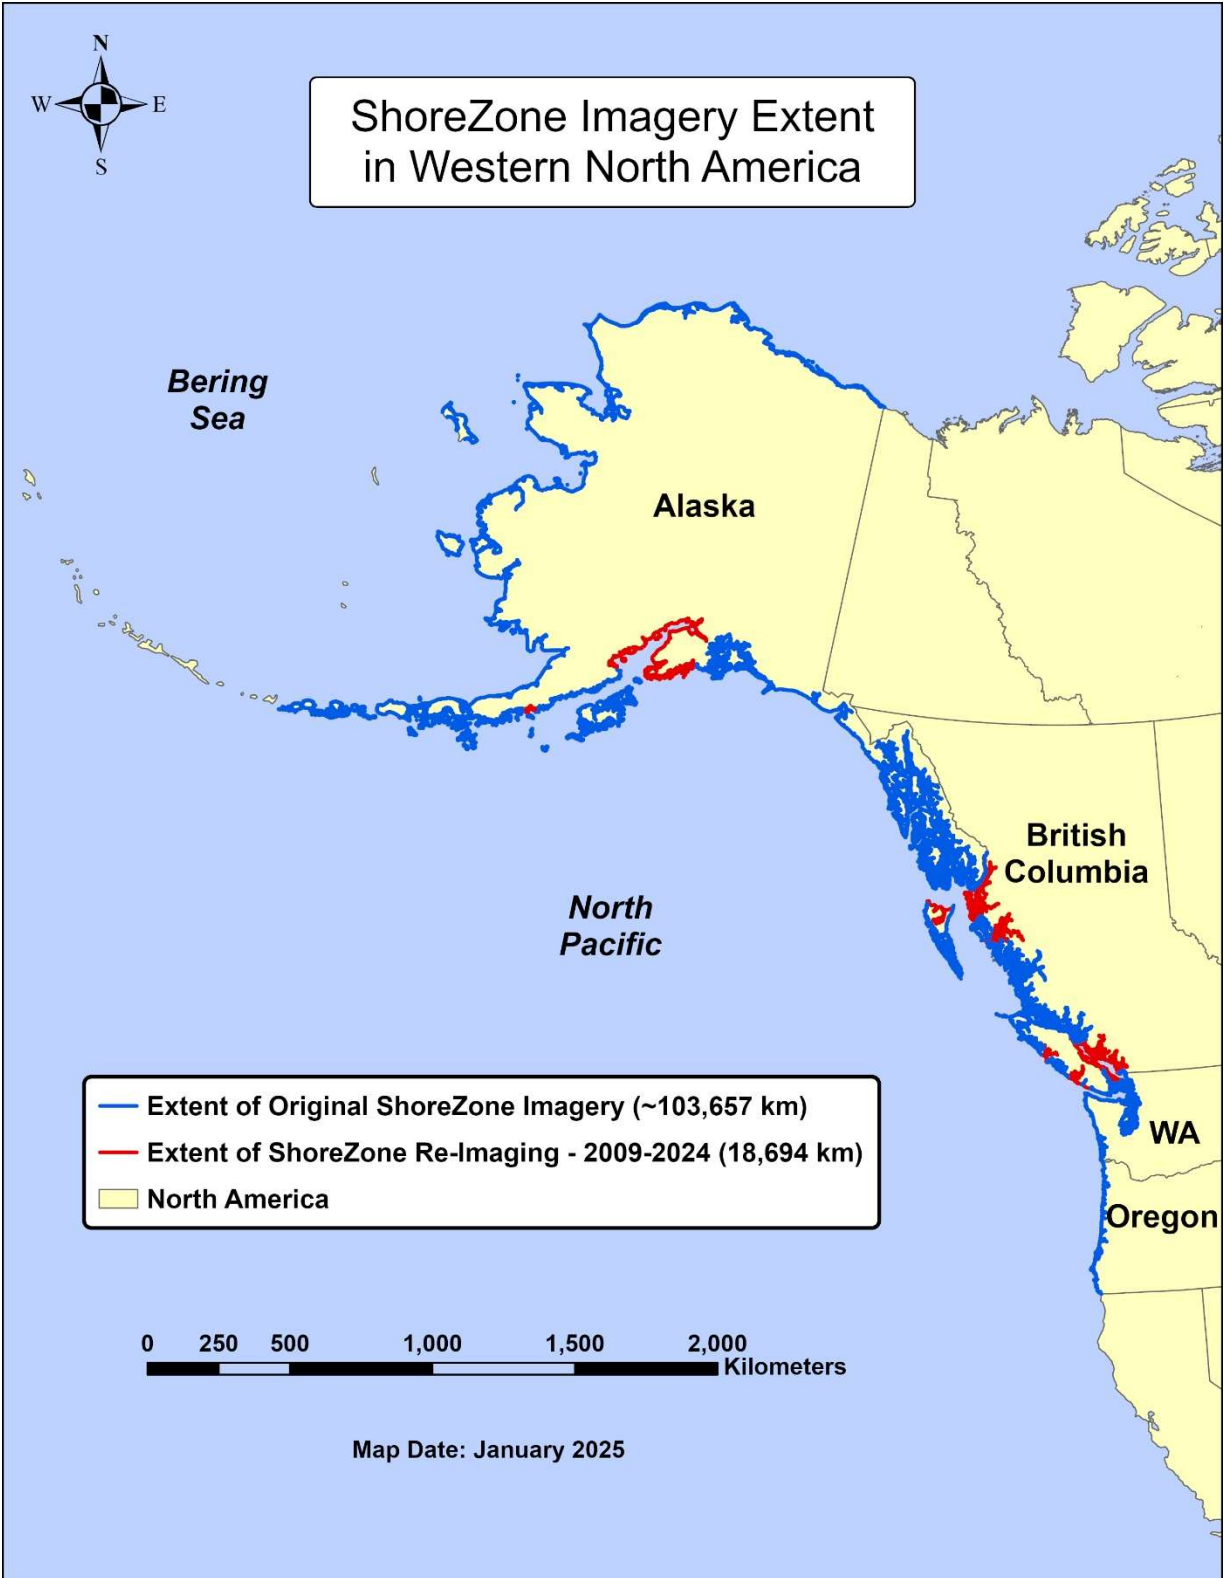 N
W E
S
ShoreZone Imagery Extent
in Western North America
Bering
Sea
Alaska
British
Columbia
North
Pacific
WA
Oregon
Extent of Original ShoreZone Imagery (~103,657 km)
Extent of ShoreZone Re-Imaging - 2009-2024 (18,694 km)
North America
0 250 500 1,000 1,500 2,000
Kilometers
Map Date: January 2025